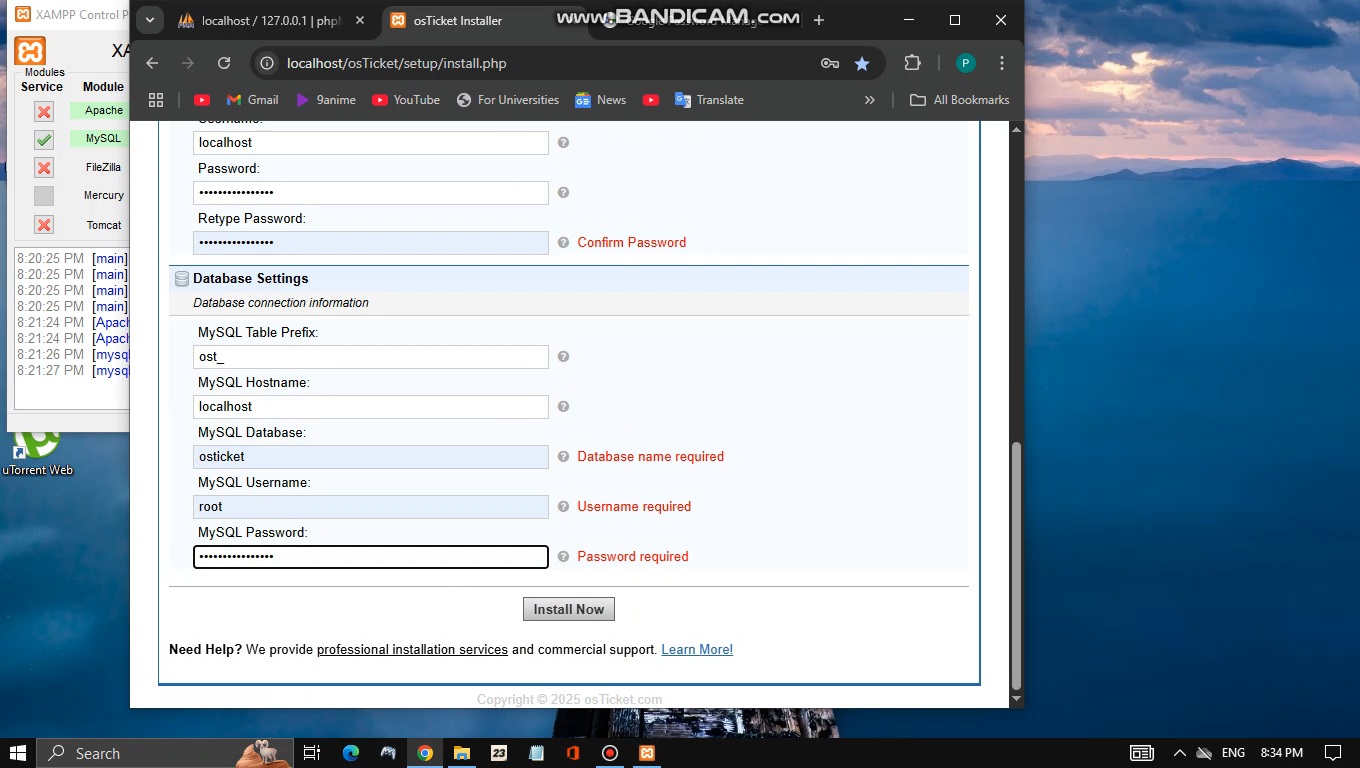 XAMPP Control P
XA
Modules
Service
Module
Apache
MySQL
FileZilla
Mercury
Tomcat
8:20:25 PM [main]
8:20:25 PM [main]
8:20:25 PM [main]
8:20:25 PM [main]
8:21:24 PM [Apach
8:21:24 PM [Apach
8:21:26 PM [mysql
8:21:27 PM [mysq
uTorrent Web
localhost / 127.0.0.1 | php
osTicket Installer
www.BANDICAM.com
localhost/osTicket/setup/install.php
P
Gmail
9anime
YouTube
For Universities
News
Translate
»
All Bookmarks
Username:
localhost
Password:
••••••••••••••••
Retype Password:
••••••••••••••••
Confirm Password
Database Settings
Database connection information
MySQL Table Prefix:
ost_
MySQL Hostname:
localhost
MySQL Database:
osticket
Database name required
MySQL Username:
root
Username required
MySQL Password:
••••••••••••••••
Password required
Install Now
Need Help? We provide professional installation services and commercial support. Learn More!
Copyright © 2025 osTicket.com
Search
23
ENG
8:34 PM